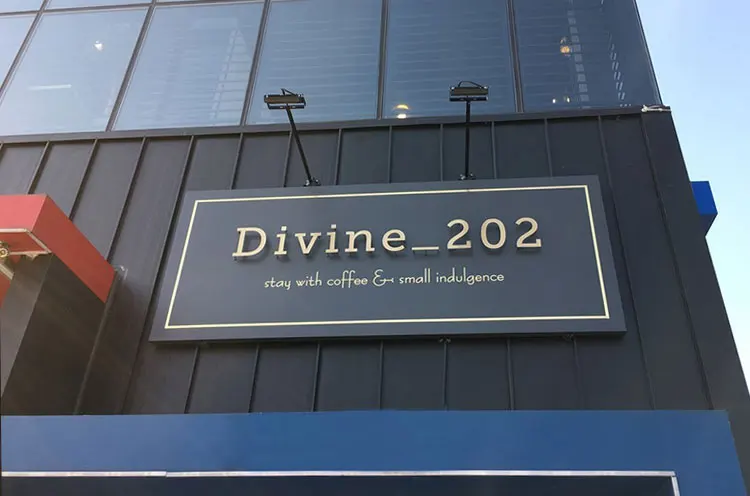 Divine_202
stay with coffee & small indulgence